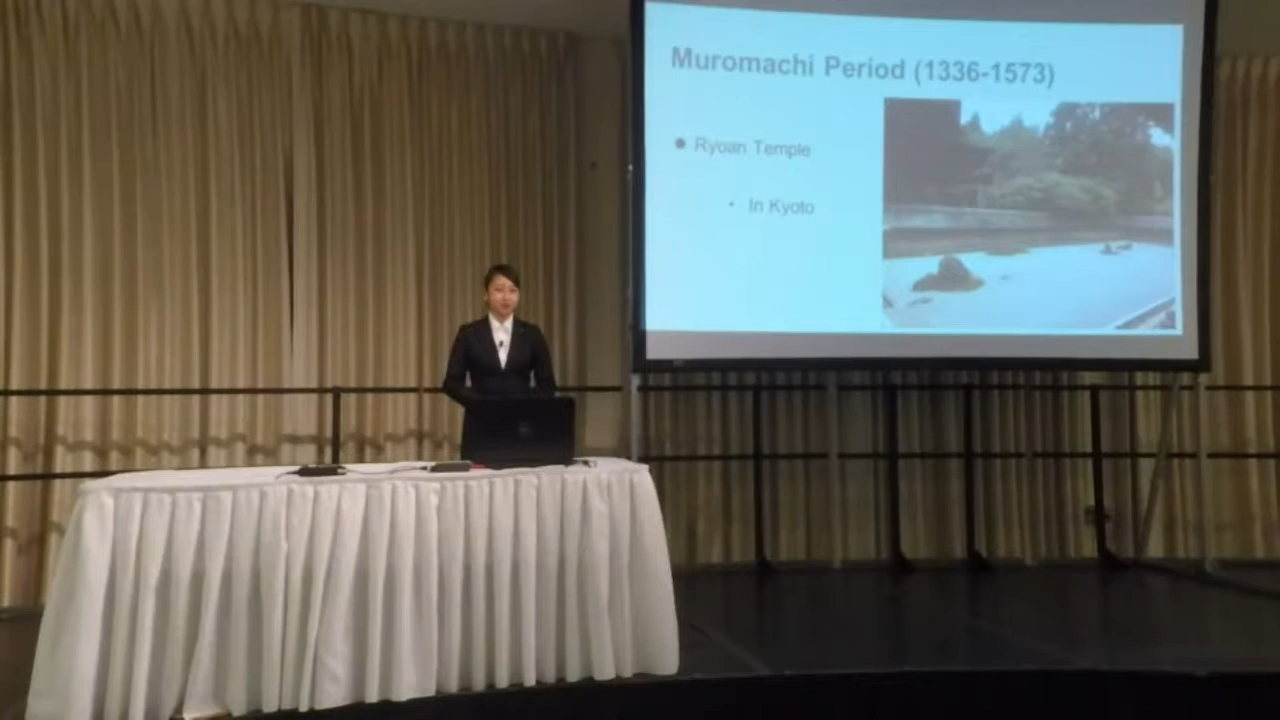 Muromachi Period (1336-1573)
● Ryoan Temple
• In Kyoto